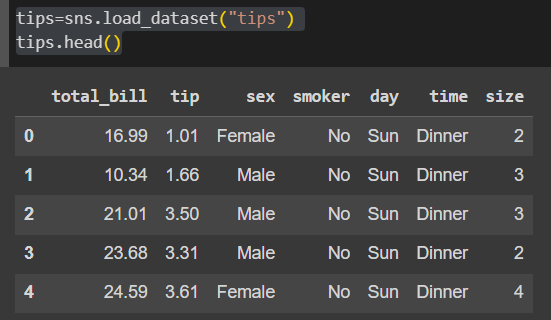 tips=sns.load_dataset("tips")
tips.head()
total_bill tip sex smoker day time size
0 16.99 1.01 Female No Sun Dinner 2
1 10.34 1.66 Male No Sun Dinner 3
2 21.01 3.50 Male No Sun Dinner 3
3 23.68 3.31 Male No Sun Dinner 2
4 24.59 3.61 Female No Sun Dinner 4